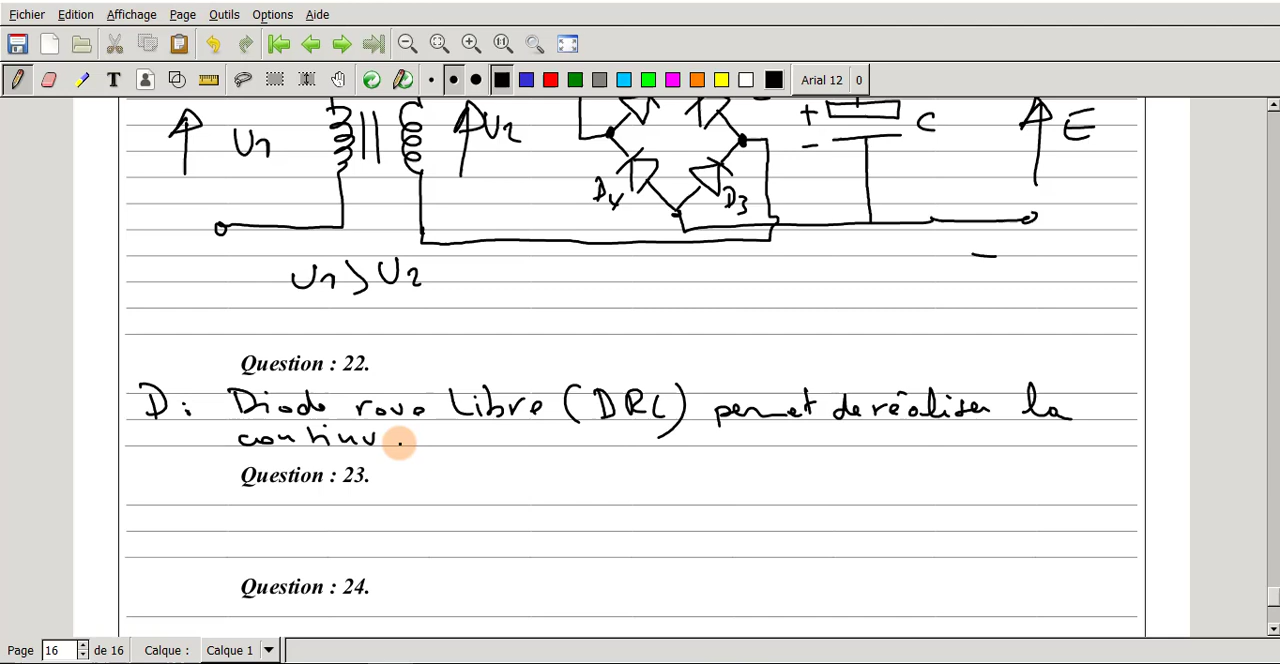 Fichier Edition Affichage Page Outils Options Aide
T 1:1 Arial 12 0
U1 U2 + C E
-
D4 D3
-
U1 > U2
Question : 22.
D : Diode roue Libre (DRL) permet de réaliser la
continu
Question : 23.
Question : 24.
Page 16 de 16 Calque : Calque 1